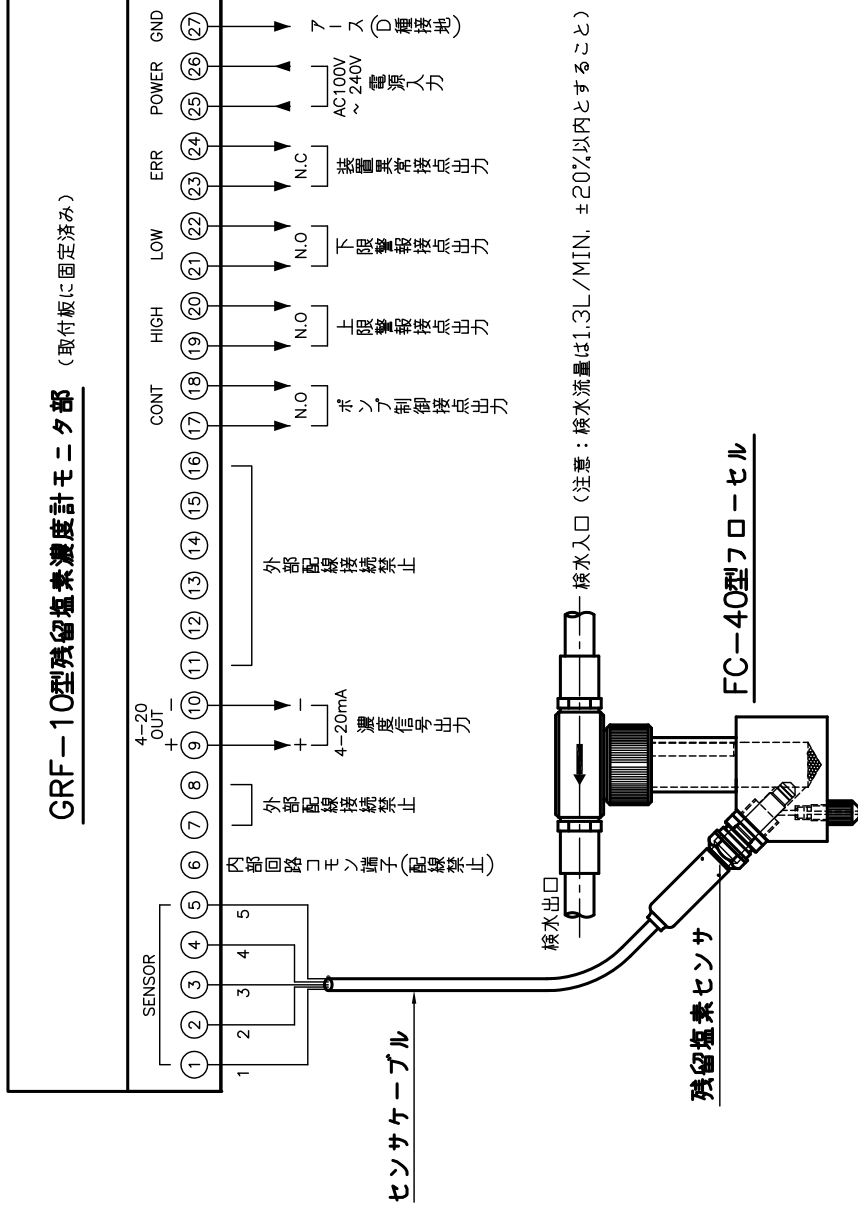 GRF-10型残留塩素濃度計モニタ部 (取付板に固定済み)
SENSOR
4-20
OUT
+ -
CONT
HIGH
LOW
ERR
POWER
GND
1 2 3 4 5 6 7 8 9 10 11 12 13 14 15 16 17 18 19 20 21 22 23 24 25 26 27
1 2 3 4 5
内部回路コモン端子(配線禁止)
外部配線接続禁止
+ -
4-20mA
濃度信号出力
外部配線接続禁止
N.O
ポンプ制御接点出力
N.O
上限警報接点出力
N.O
下限警報接点出力
N.C
装置異常接点出力
AC100V
~ 240V
電源入力
アース(D種接地)
センサケーブル
検水出口
検水入口 (注意:検水流量は1.3L/MIN, ±20%以内とすること)
残留塩素センサ
FC-40型フローセル